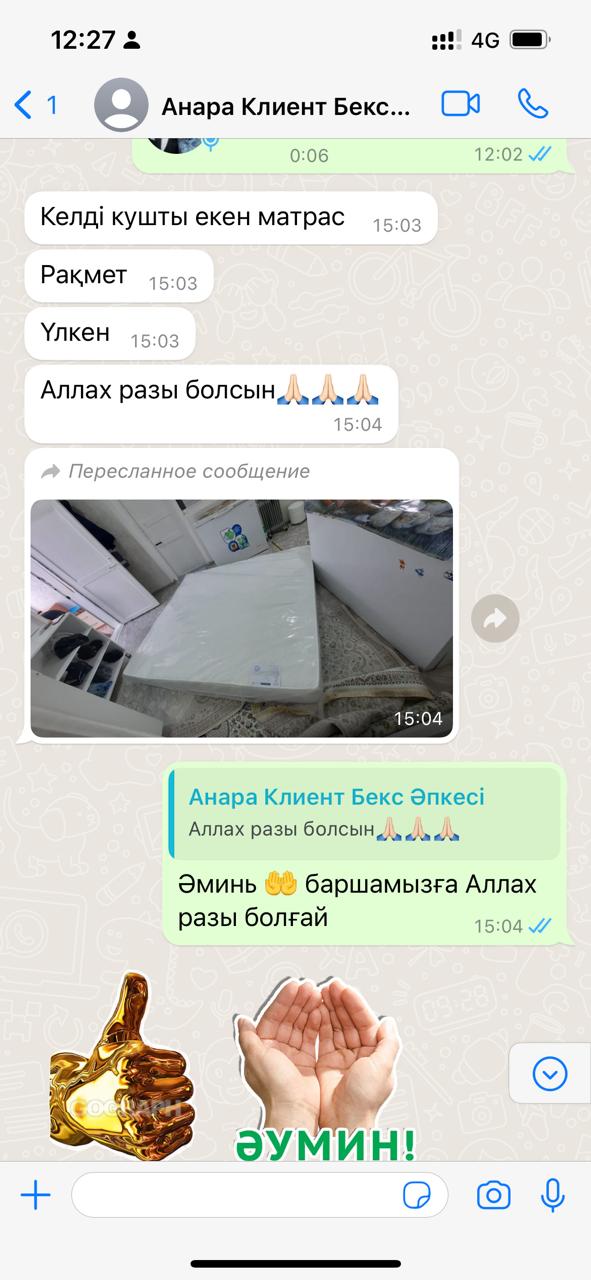 12:27
4G
1
Анара Клиент Бекс...
0:06
12:02
Келді кушты екен матрас
15:03
Рақмет
15:03
Үлкен
15:03
Аллах разы болсын🙏🏻🙏🏻🙏🏻
15:04
Пересланное сообщение
15:04
Анара Клиент Бекс Әпкесі
Аллах разы болсын🙏🏻🙏🏻🙏🏻
Әминь 🤲 баршамызға Аллах
разы болғай
15:04
ӘУМИН!